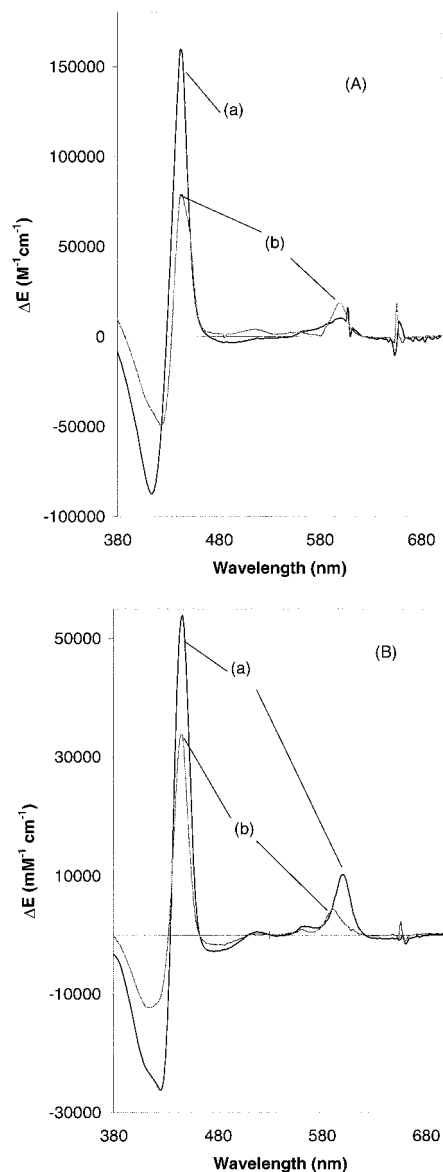 150000
(A)
(a)
100000
ΔE (M⁻¹cm⁻¹)
50000
(b)
0
-50000
-100000
380 480 580 680
Wavelength (nm)
50000
(B)
(a)
30000
ΔE (mM⁻¹ cm⁻¹)
(b)
10000
-10000
-30000
380 480 580 680
Wavelength (nm)